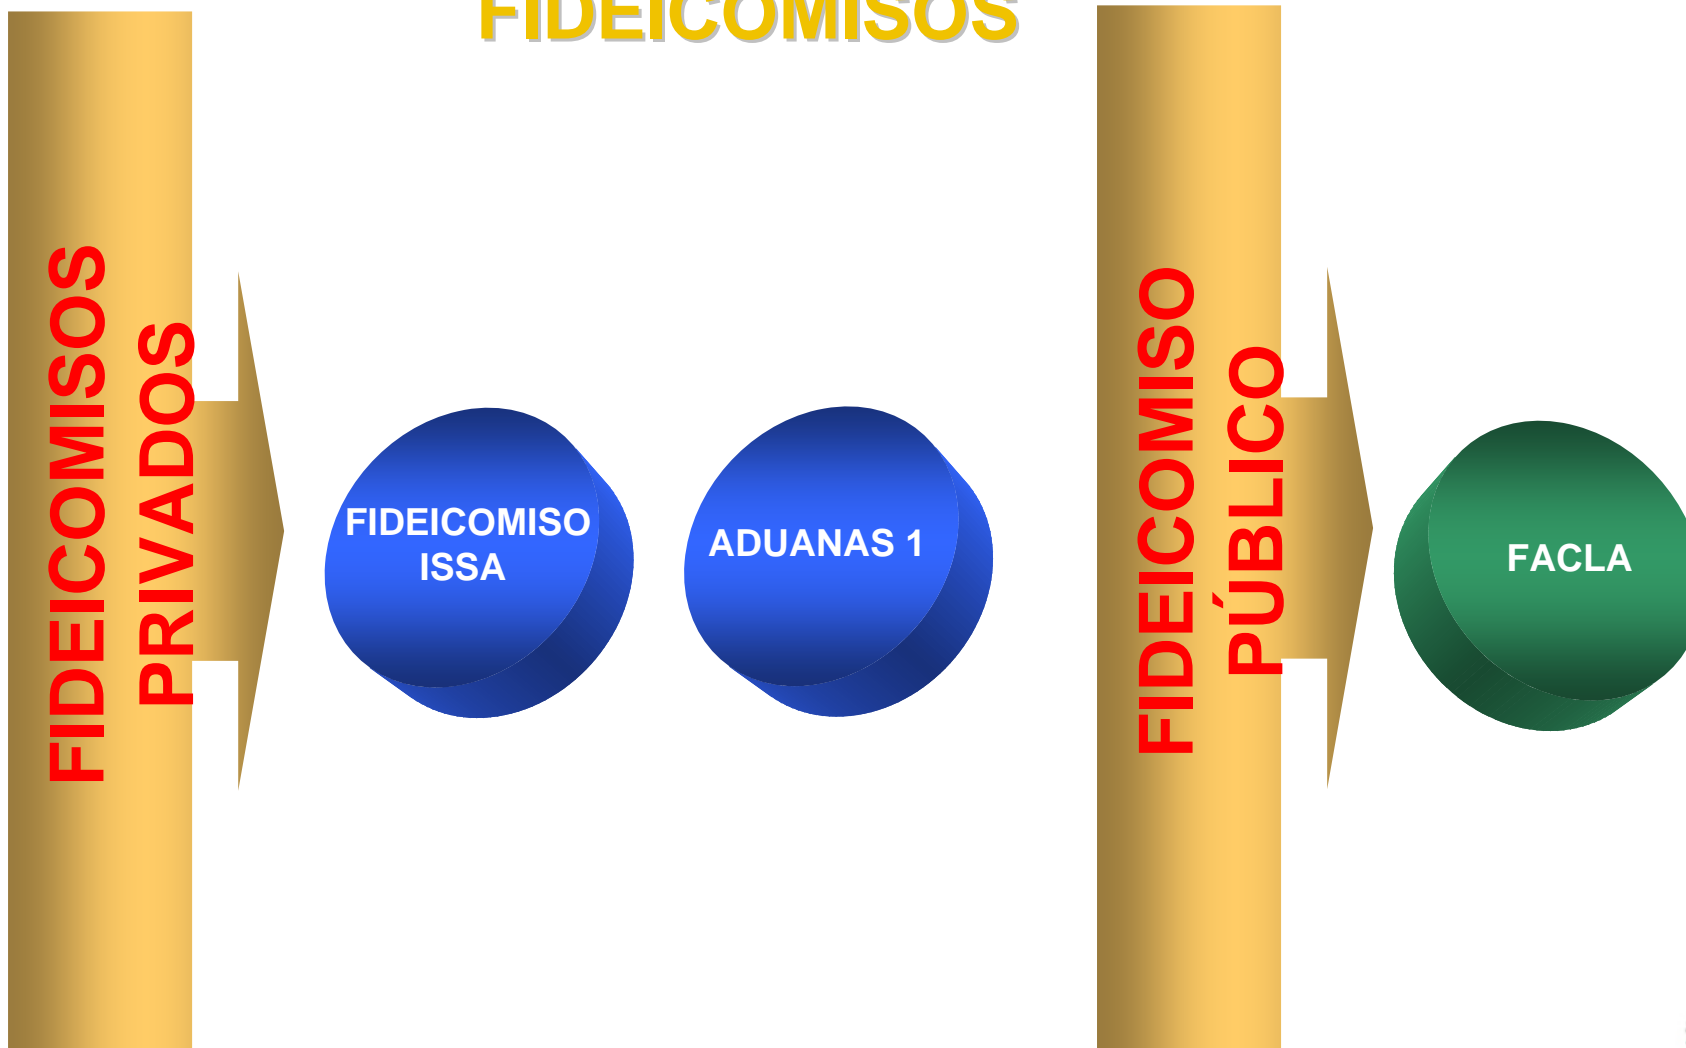 FIDEICOMISOS
FIDEICOMISOS
PRIVADOS
FIDEICOMISO
ISSA
ADUANAS 1
FIDEICOMISO
PÚBLICO
FACLA